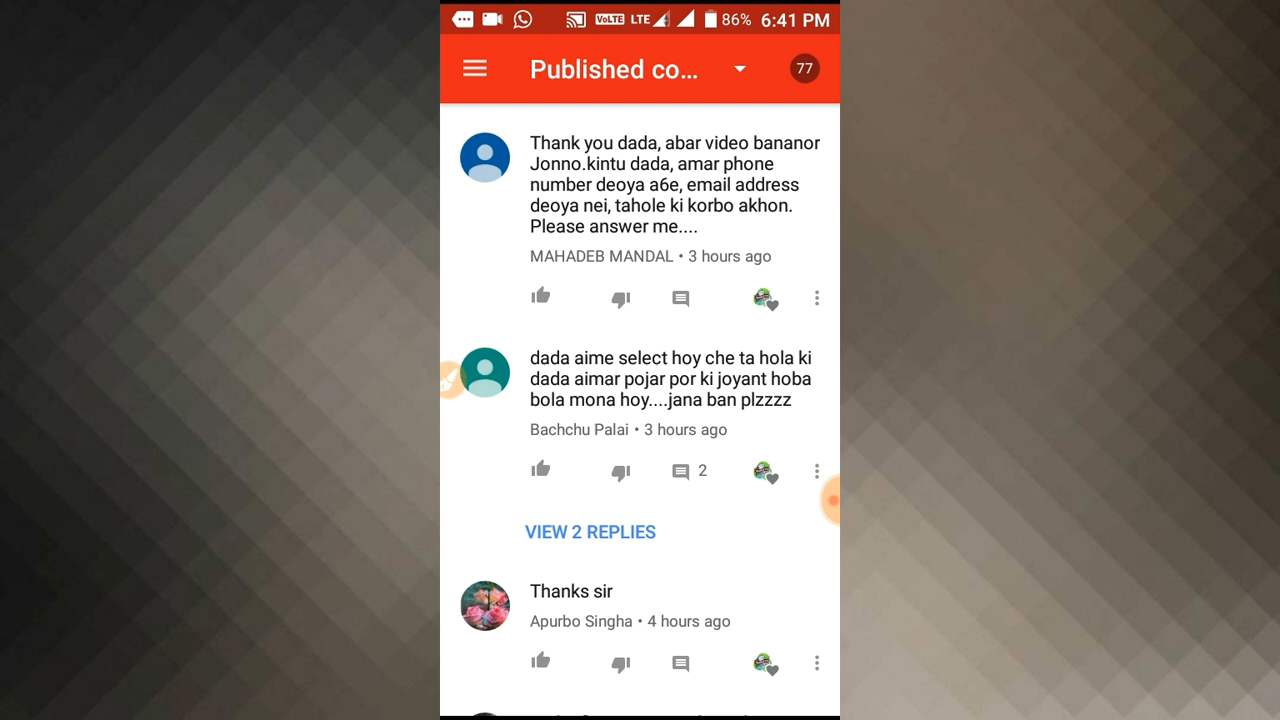 VoLTE LTE 86% 6:41 PM
Published co... 77
Thank you dada, abar video bananor
Jonno.kintu dada, amar phone
number deoya a6e, email address
deoya nei, tahole ki korbo akhon.
Please answer me....
MAHADEB MANDAL • 3 hours ago
dada aime select hoy che ta hola ki
dada aimar pojar por ki joyant hoba
bola mona hoy....jana ban plzzzz
Bachchu Palai • 3 hours ago
2
VIEW 2 REPLIES
Thanks sir
Apurbo Singha • 4 hours ago